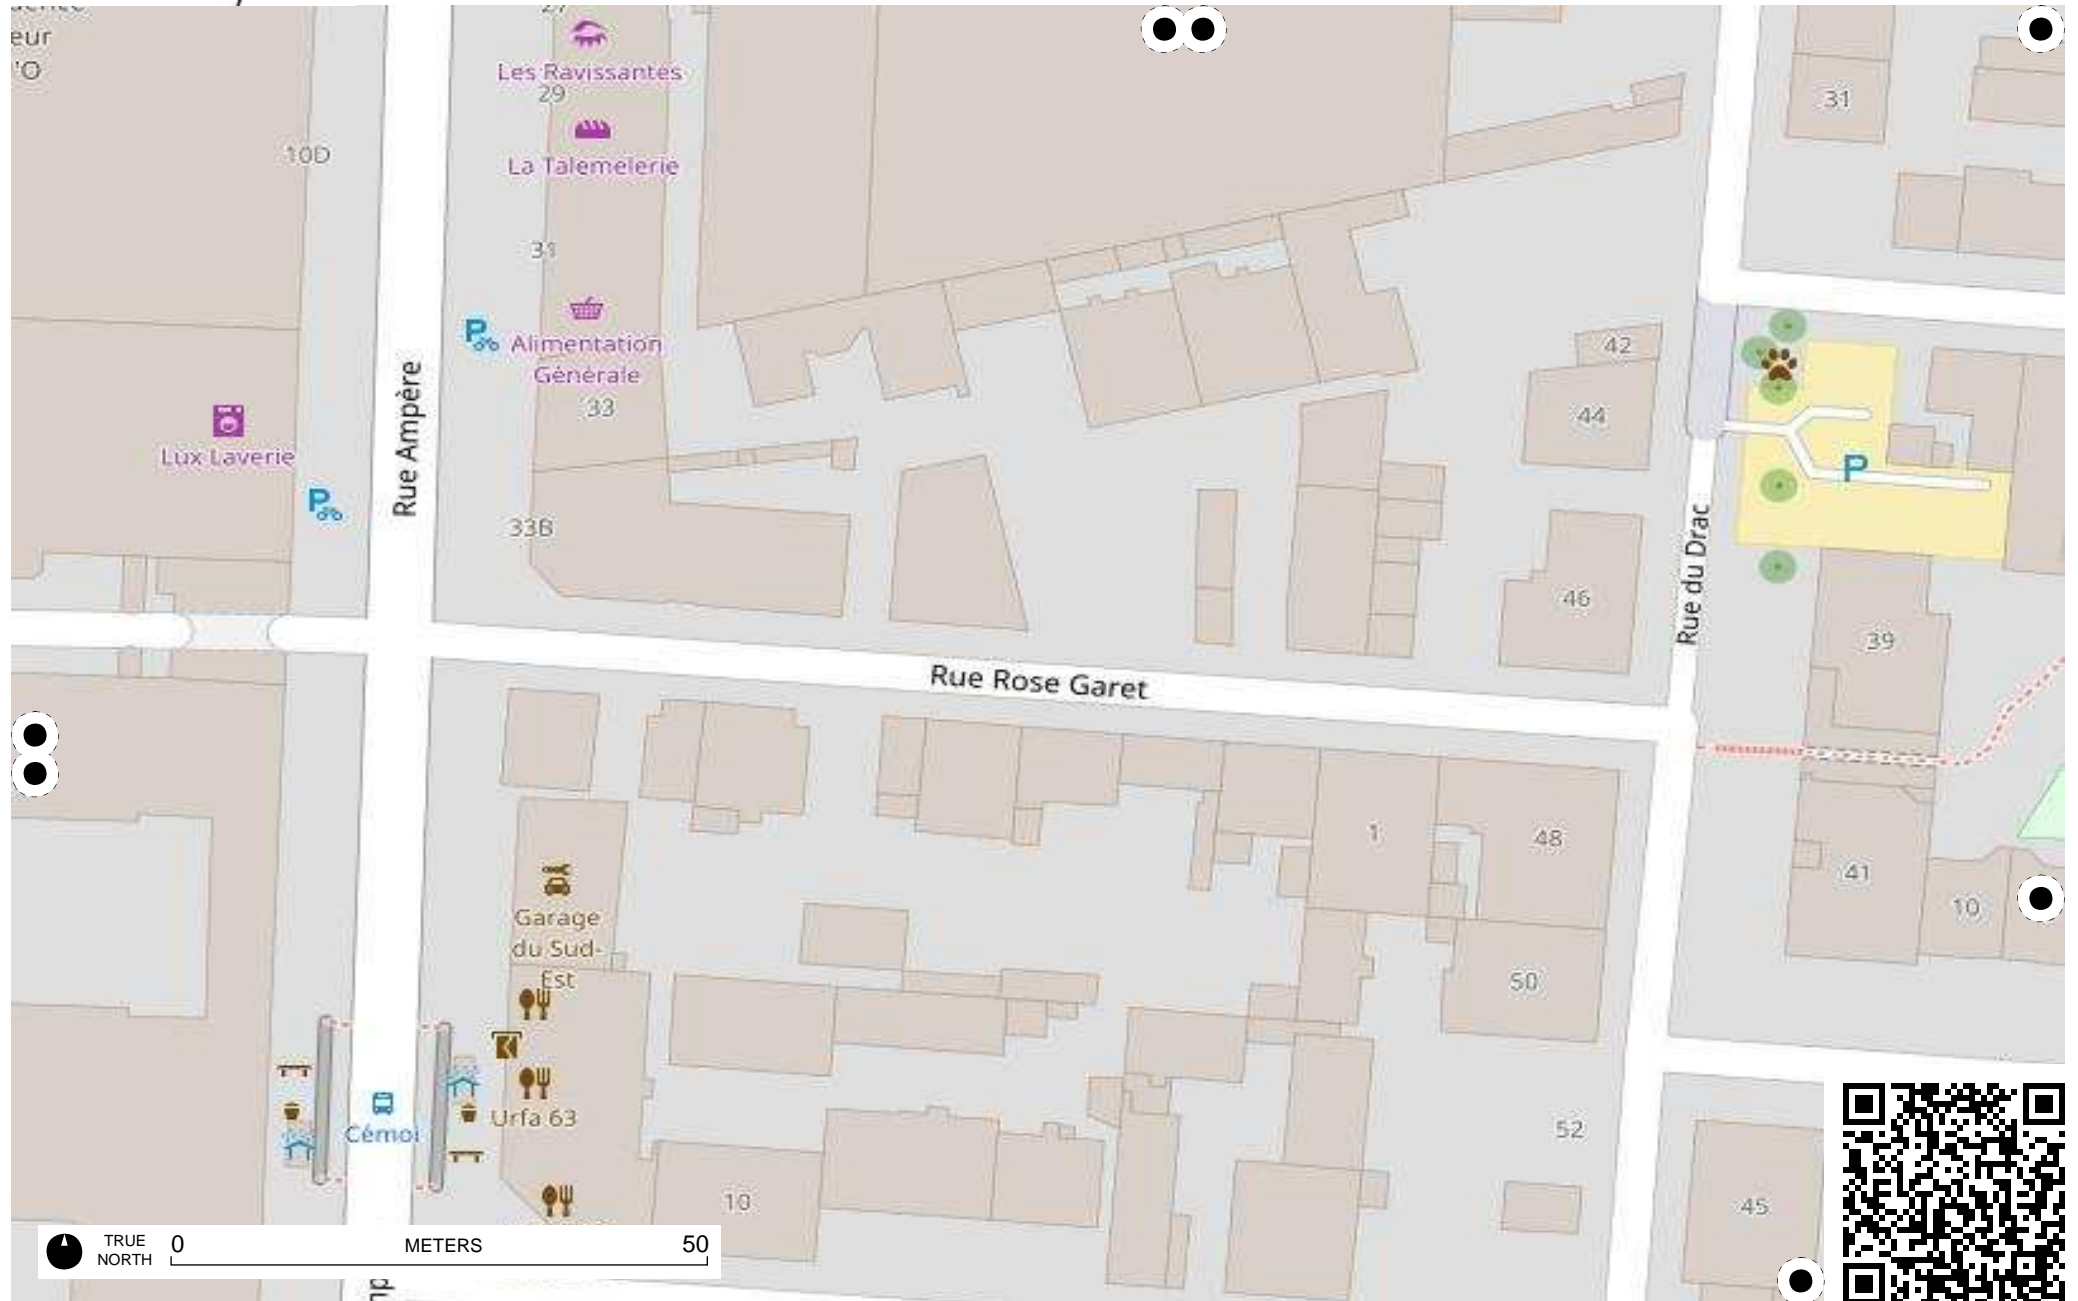 eur
'O
Les Ravissantes
29
La Talemelerie
10D
31
31
Alimentation
Générale
33
42
44
Lux Laverie
Rue Ampère
33B
Rue du Drac
46
39
Rue Rose Garet
1
48
41
10
Garage
du Sud-
Est
50
Urfa 63
Cémoi
52
10
45
TRUE
NORTH
0
METERS
50